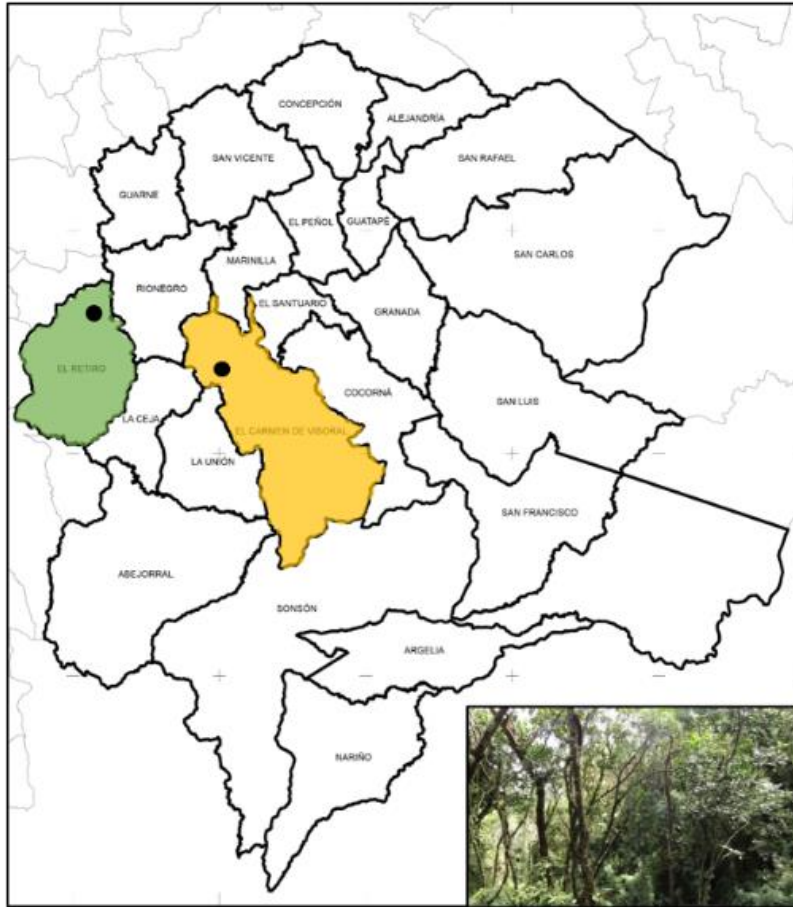 CONCEPCIÓN
ALEJANDRÍA
SAN VICENTE
SAN RAFAEL
GUARNE
EL PEÑOL
GUATAPÉ
SAN CARLOS
MARINILLA
RIONEGRO
EL SANTUARIO
GRANADA
EL RETIRO
COCORNÁ
SAN LUIS
LA CEJA
EL CARMEN DE VIBORAL
LA UNIÓN
SAN FRANCISCO
ABEJORRAL
SONSÓN
ARGELIA
NARIÑO